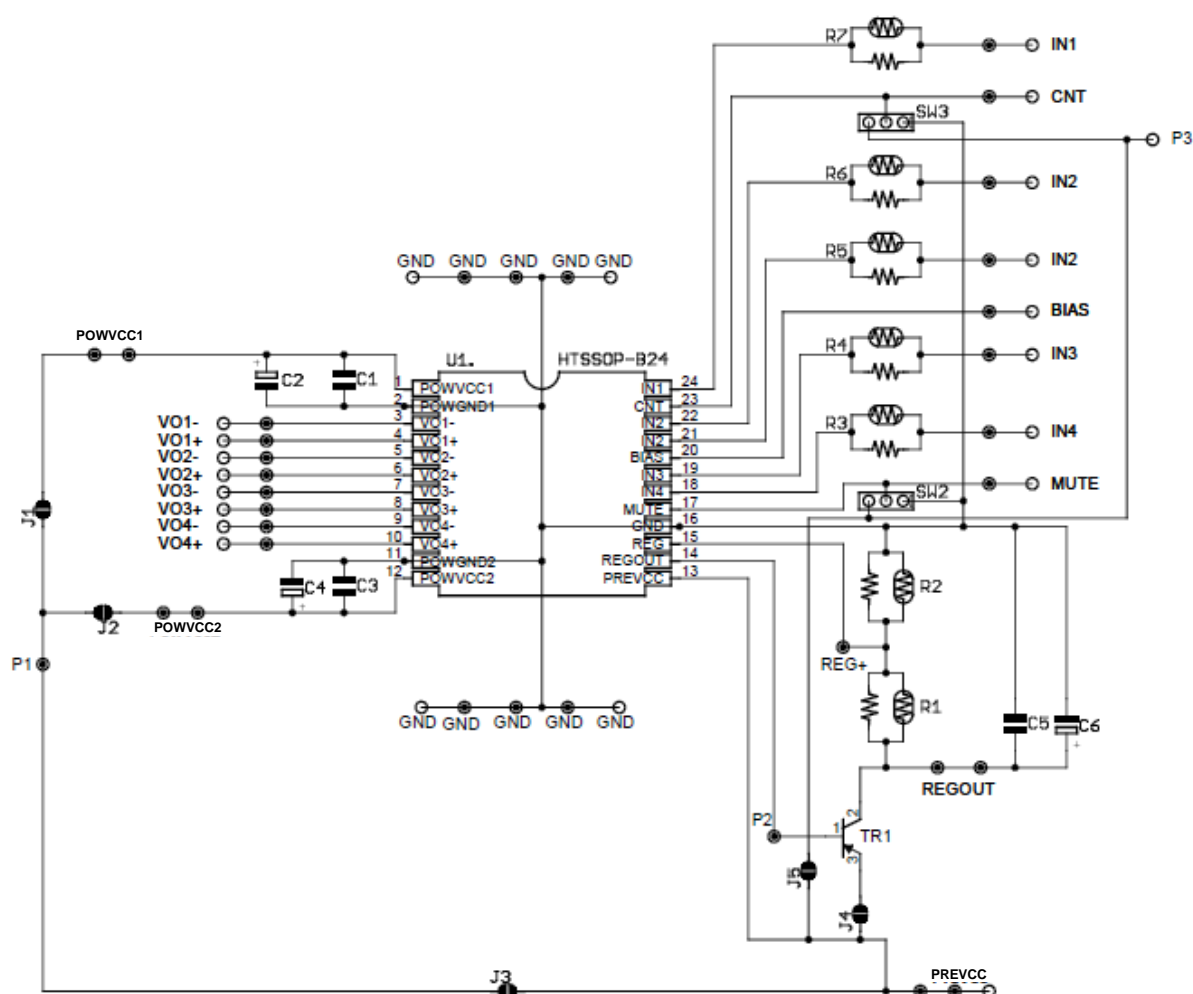 R7
IN1
CNT
SW3
P3
R6
IN2
R5
IN2
GND GND GND GND GND
BIAS
POWVCC1
R4
IN3
U1. HTSSOP-B24
+
C2 C1
1 POWVCC1 IN1 24
2 POWGND1 CNT 23
VO1- 3 VO1- IN2 22
VO1+ 4 VO1+ IN2 21
VO2- 5 VO2- BIAS 20
VO2+ 6 VO2+ IN3 19
VO3- 7 VO3- IN4 18
VO3+ 8 VO3+ MUTE 17
VO4- 9 VO4- GND 16
VO4+ 10 VO4+ REG 15
11 POWGND2 REGOUT 14
12 POWVCC2 PREVCC 13
R3
IN4
MUTE
SW2
J1
C4 C3
+
R2
J2
POWVCC2
P1
REG+
R1
GND GND GND GND GND
C5 C6
+
REGOUT
P2
1
2
TR1
3
J5
J4
J3
PREVCC